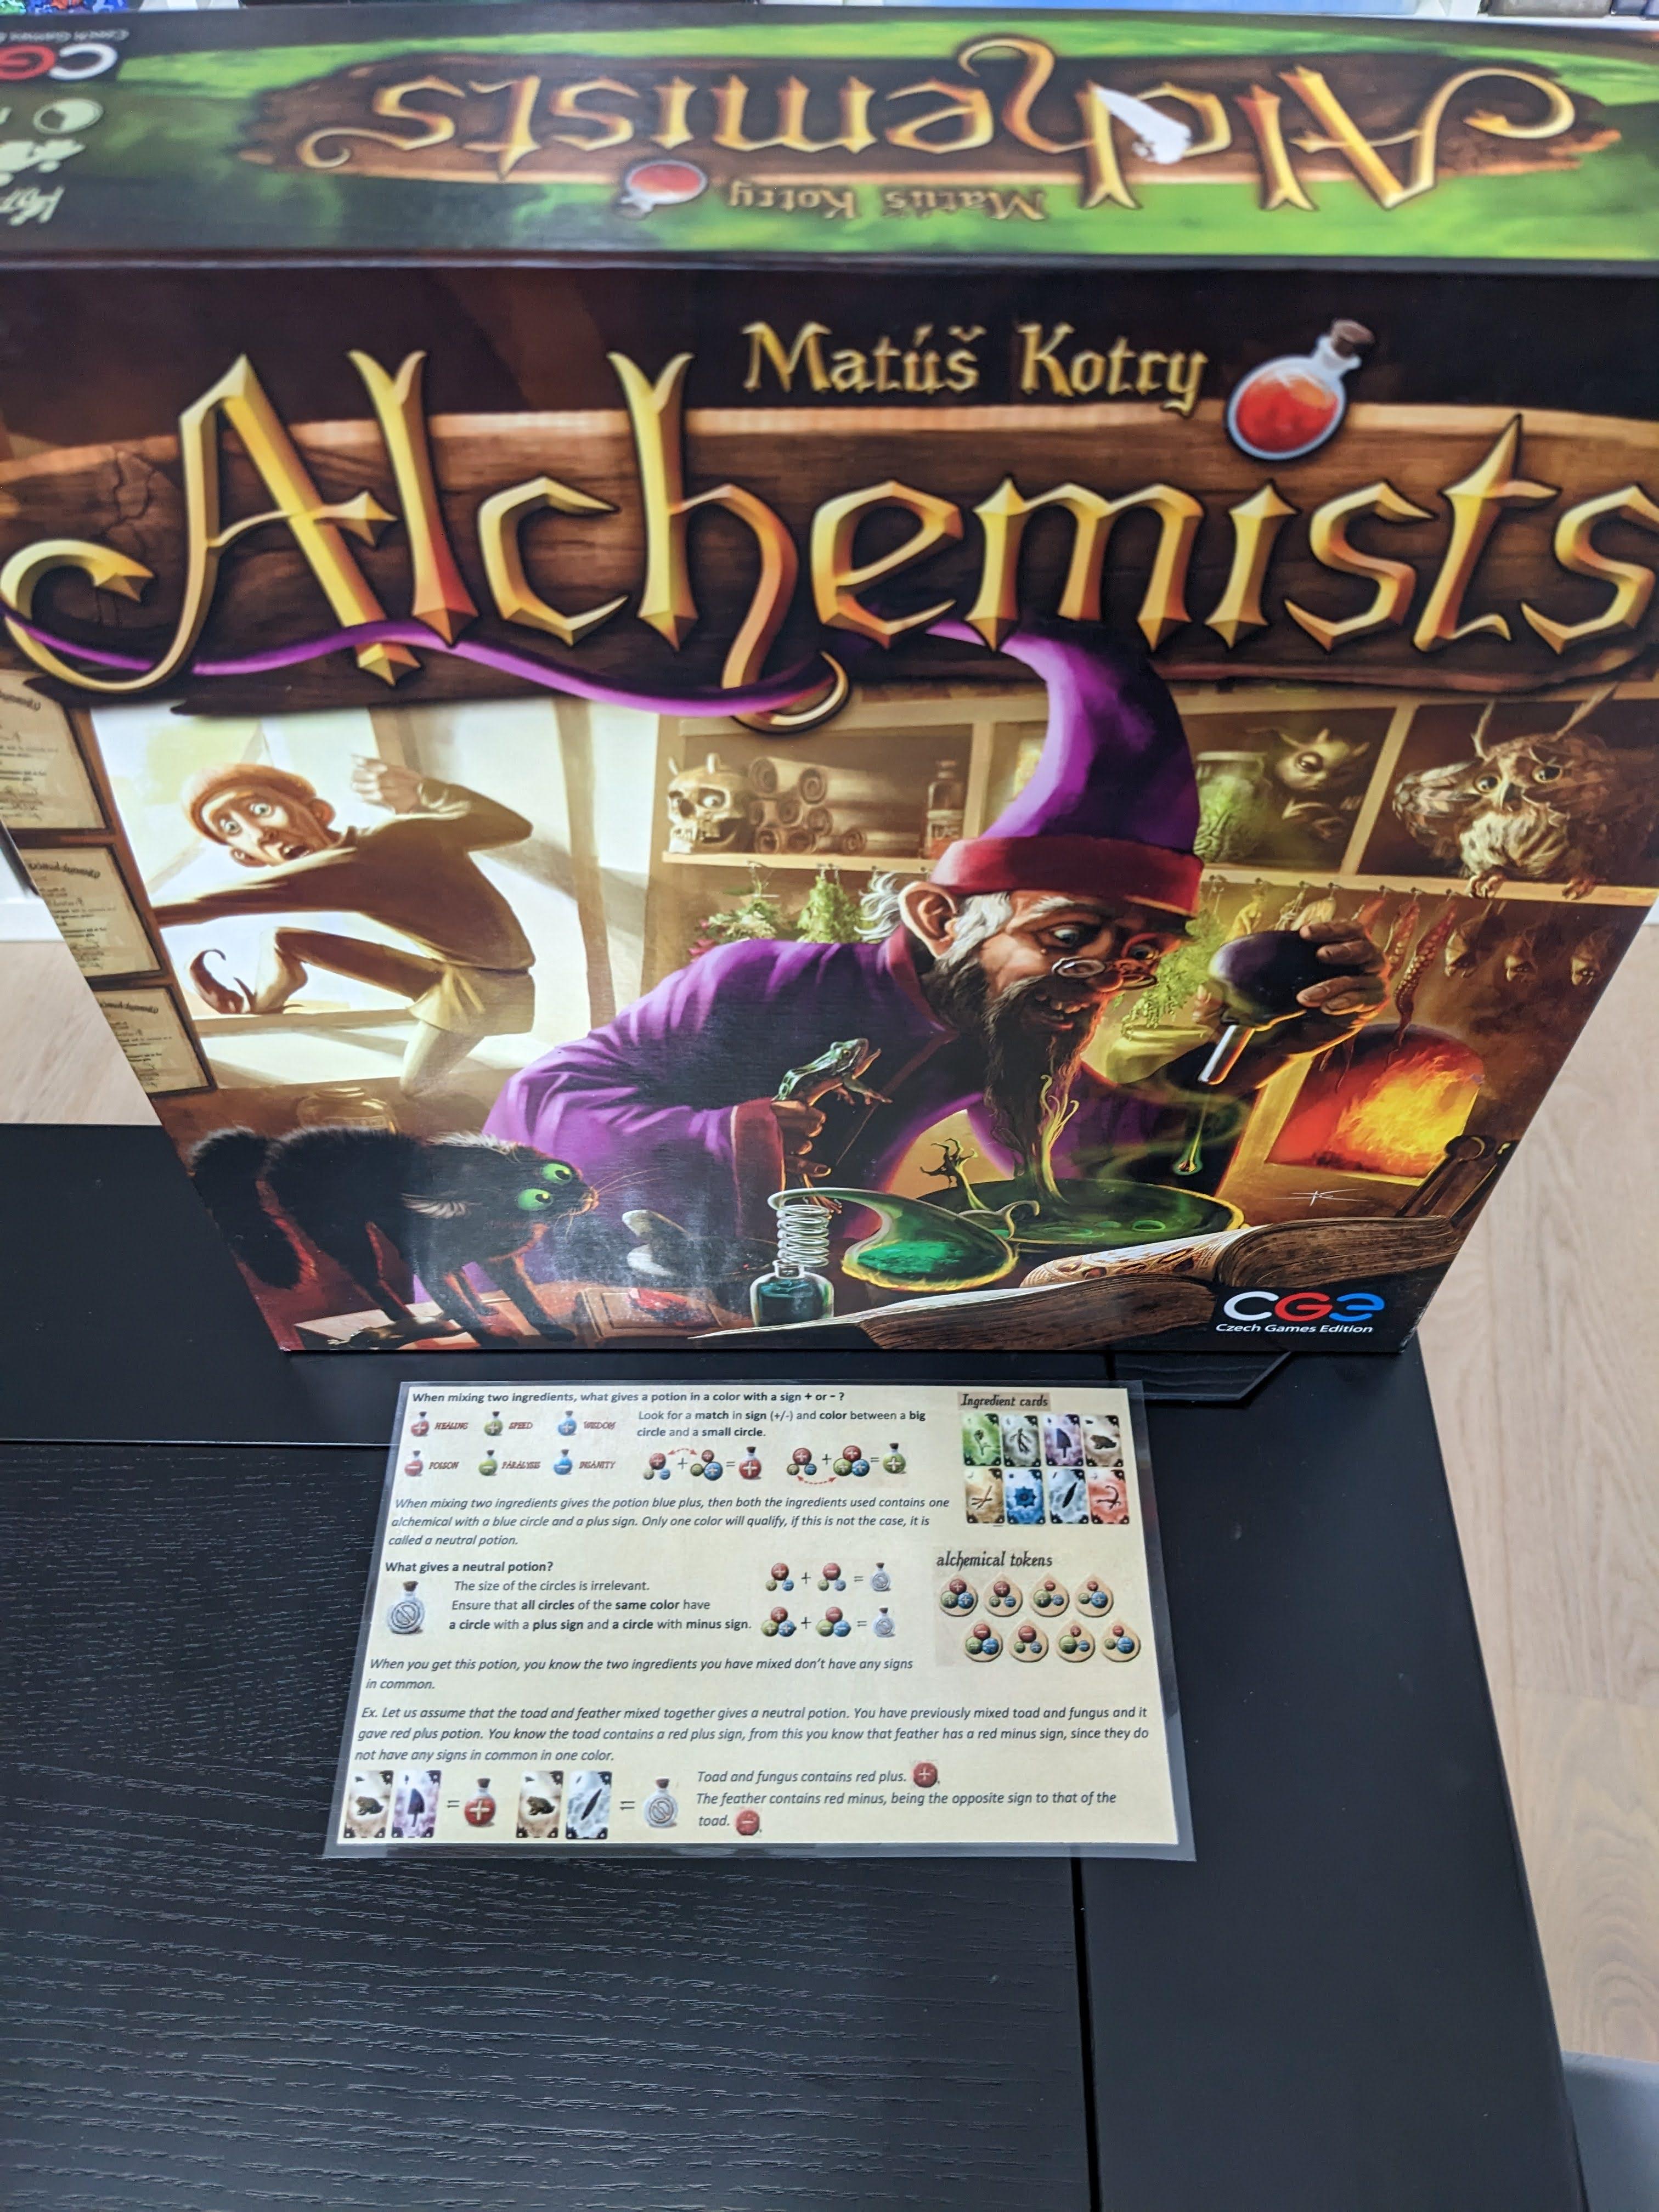 Czech Games
CGE
Alchemists
Matúš Kotry
Matúš Kotry
Alchemists
CGE
Czech Games Edition
When mixing two ingredients, what gives a potion in a color with a sign + or - ?
HEALING SPEED WISDOM
Look for a match in sign (+/-) and color between a big
circle and a small circle.
POISON PARALYSIS INSANITY
+ =
+ =
When mixing two ingredients gives the potion blue plus, then both the ingredients used contains one
alchemical with a blue circle and a plus sign. Only one color will qualify, if this is not the case, it is
called a neutral potion.
What gives a neutral potion?
The size of the circles is irrelevant.
Ensure that all circles of the same color have
a circle with a plus sign and a circle with minus sign.
+ =
+ =
When you get this potion, you know the two ingredients you have mixed don't have any signs
in common.
Ingredient cards
alchemical tokens
Ex. Let us assume that the toad and feather mixed together gives a neutral potion. You have previously mixed toad and fungus and it
gave red plus potion. You know the toad contains a red plus sign, from this you know that feather has a red minus sign, since they do
not have any signs in common in one color.
= =
Toad and fungus contains red plus. ,
The feather contains red minus, being the opposite sign to that of the
toad. ,